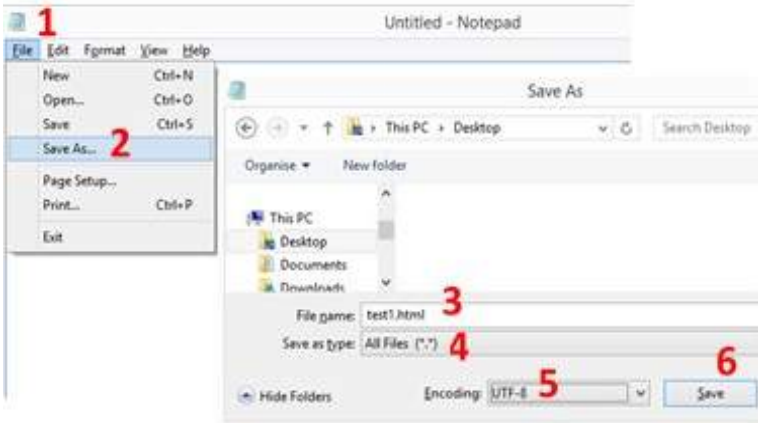 1
Untitled - Notepad
File Edit Format View Help
New Ctrl+N
Open... Ctrl+O
Save Ctrl+S
Save As... 2
Page Setup...
Print... Ctrl+P
Exit
Save As
This PC Desktop
Search Desktop
Organise New folder
This PC
Desktop
Documents
Downloads
File name: test1.html 3
Save as type: All Files (*.*) 4
Hide Folders Encoding: UTF-8 5 Save 6